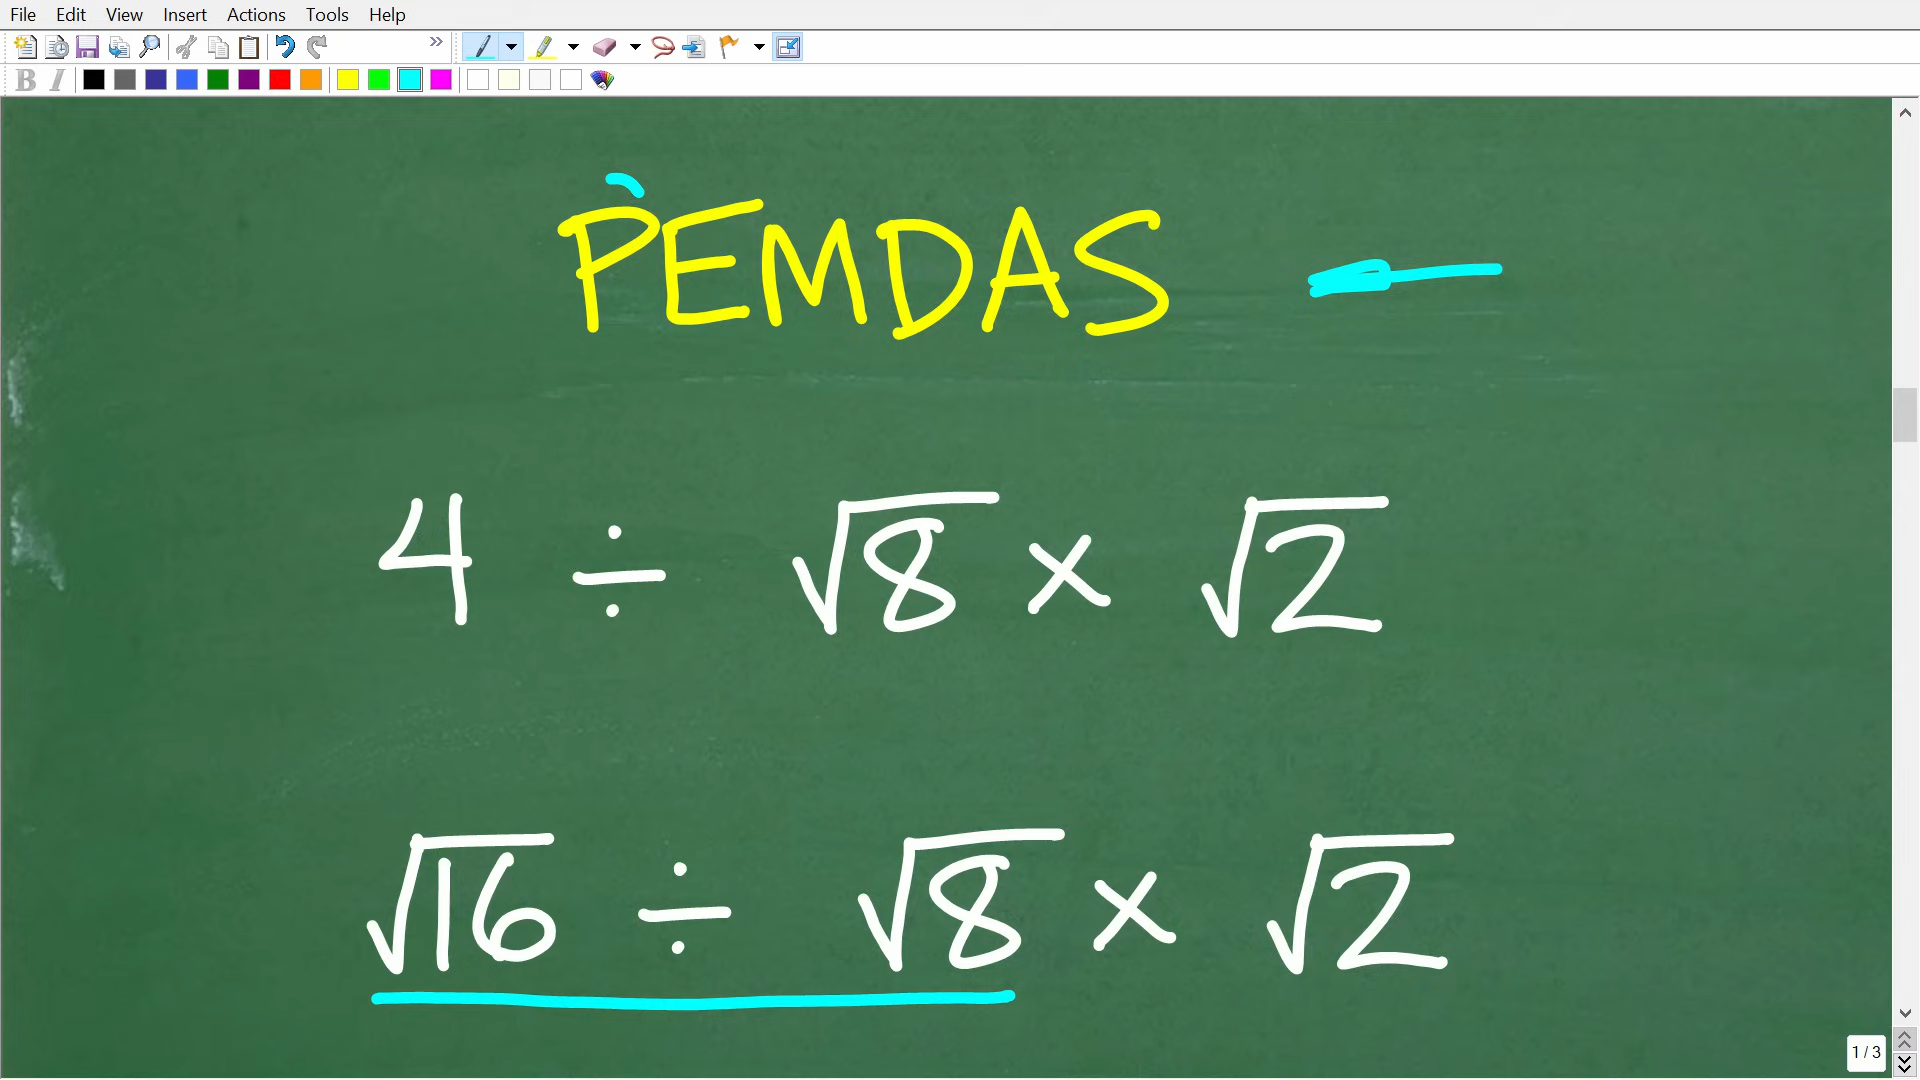 File Edit View Insert Actions Tools Help
B I
PEMDAS
4 ÷ √8 × √2
√16 ÷ √8 × √2
1 / 3